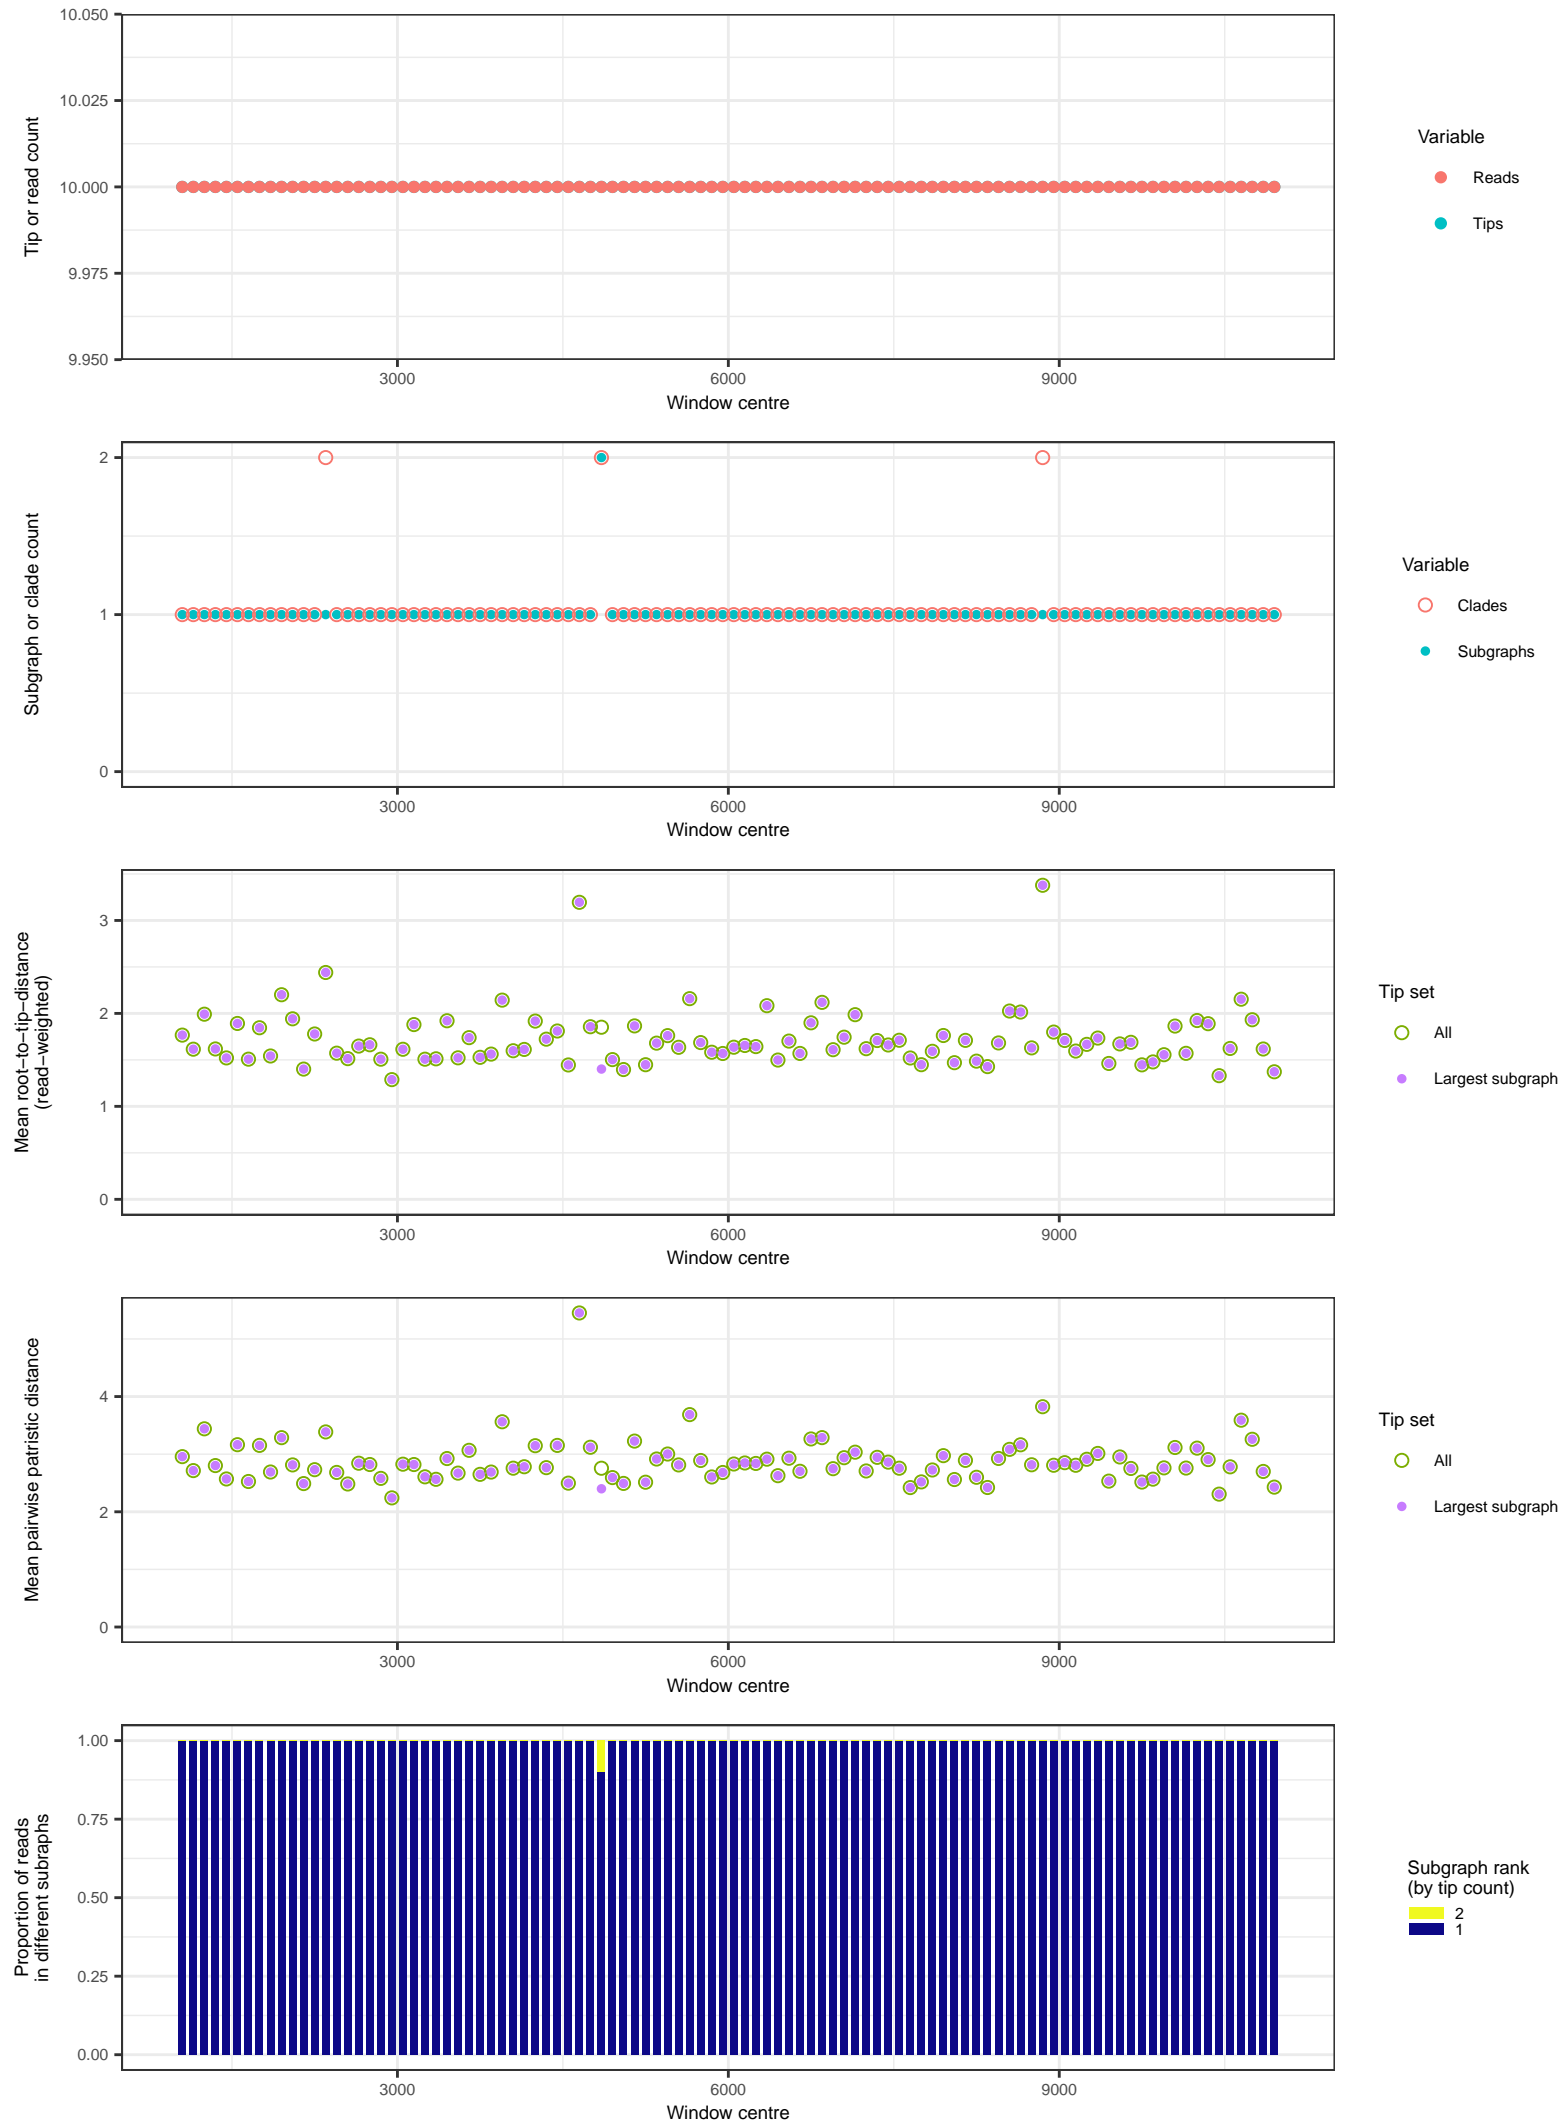 10.050
10.025
10.000
9.975
9.950
Tip or read count
3000 6000 9000
Window centre
Variable
Reads
Tips
2
1
0
Subgraph or clade count
3000 6000 9000
Window centre
Variable
Clades
Subgraphs
3
2
1
0
Mean root−to−tip−distance
(read−weighted)
3000 6000 9000
Window centre
Tip set
All
Largest subgraph
4
2
0
Mean pairwise patristic distance
3000 6000 9000
Window centre
Tip set
All
Largest subgraph
1.00
0.75
0.50
0.25
0.00
Proportion of reads
in different subraphs
3000 6000 9000
Window centre
Subgraph rank
(by tip count)
2
1